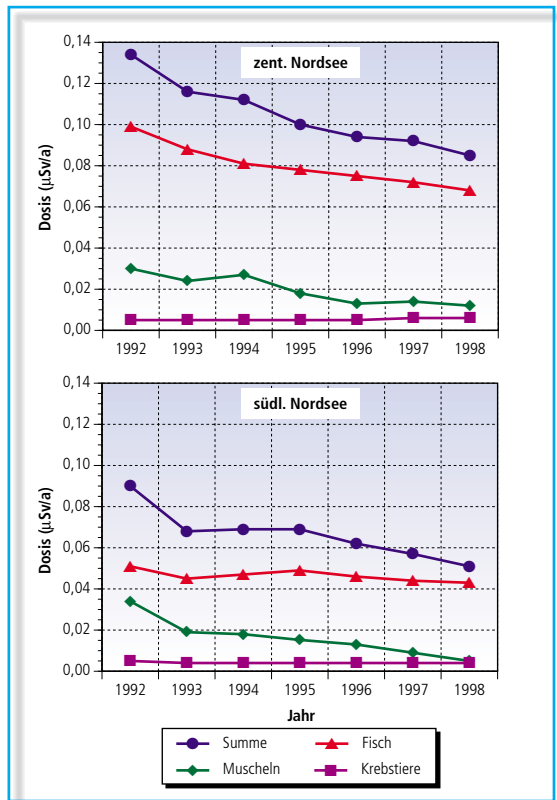 zent. Nordsee
Dosis (µSv/a)
0,14
0,12
0,10
0,08
0,06
0,04
0,02
0,00
1992 1993 1994 1995 1996 1997 1998
südl. Nordsee
Dosis (µSv/a)
0,14
0,12
0,10
0,08
0,06
0,04
0,02
0,00
1992 1993 1994 1995 1996 1997 1998
Jahr
Summe Fisch
Muscheln Krebstiere